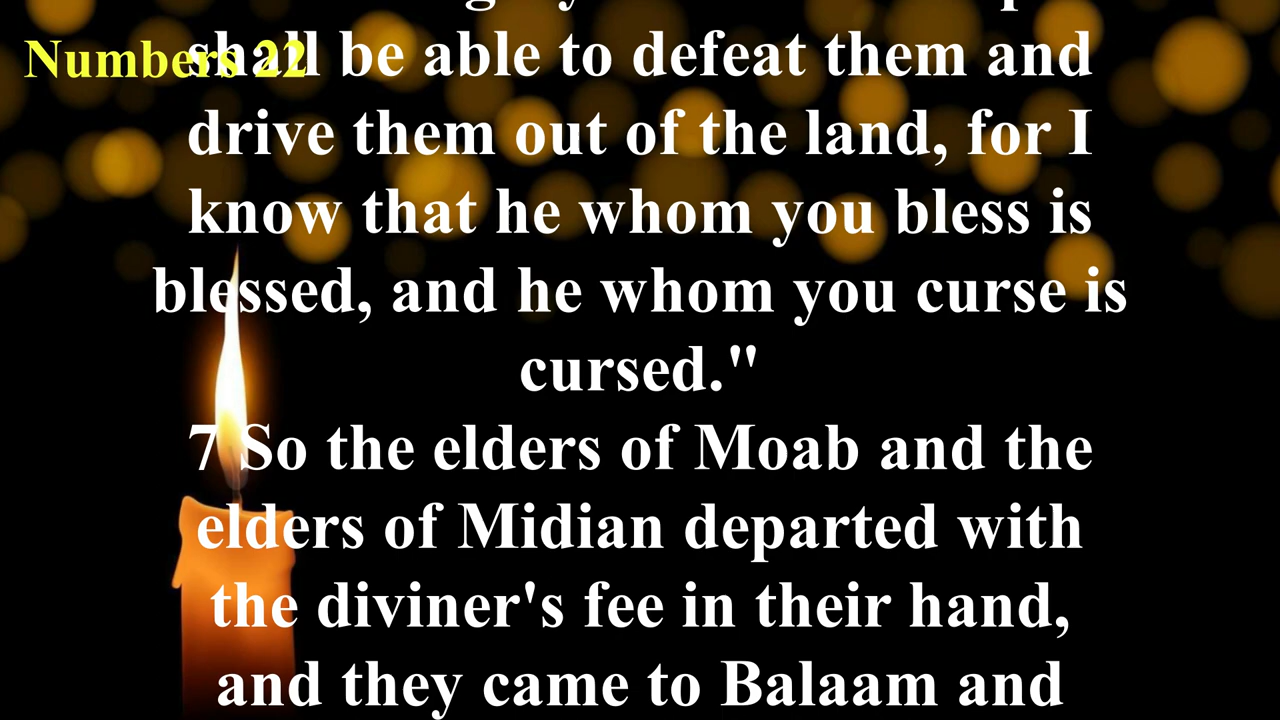 Numbers 22
shall be able to defeat them and
drive them out of the land, for I
know that he whom you bless is
blessed, and he whom you curse is
cursed."
7 So the elders of Moab and the
elders of Midian departed with
the diviner's fee in their hand,
and they came to Balaam and